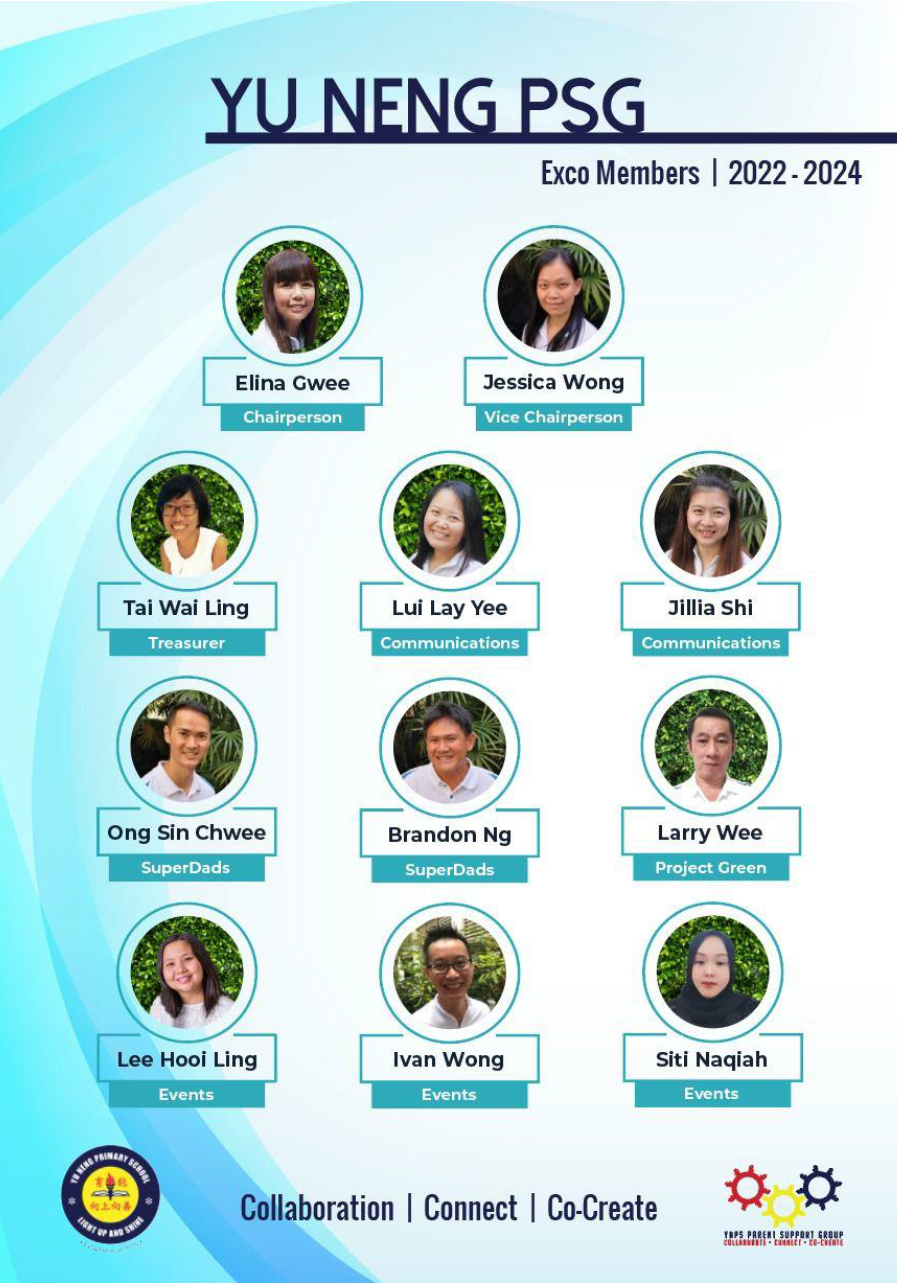 YU NENG PSG
Exco Members | 2022 - 2024
Elina Gwee
Chairperson
Jessica Wong
Vice Chairperson
Tai Wai Ling
Treasurer
Lui Lay Yee
Communications
Jillia Shi
Communications
Ong Sin Chwee
SuperDads
Brandon Ng
SuperDads
Larry Wee
Project Green
Lee Hooi Ling
Events
Ivan Wong
Events
Siti Naqiah
Events
YU NENG PRIMARY SCHOOL
育能
向上向善
LIGHT UP AND SHINE
Collaboration | Connect | Co-Create
YNPS PARENT SUPPORT GROUP
COLLABORATE • CONNECT • CO-CREATE